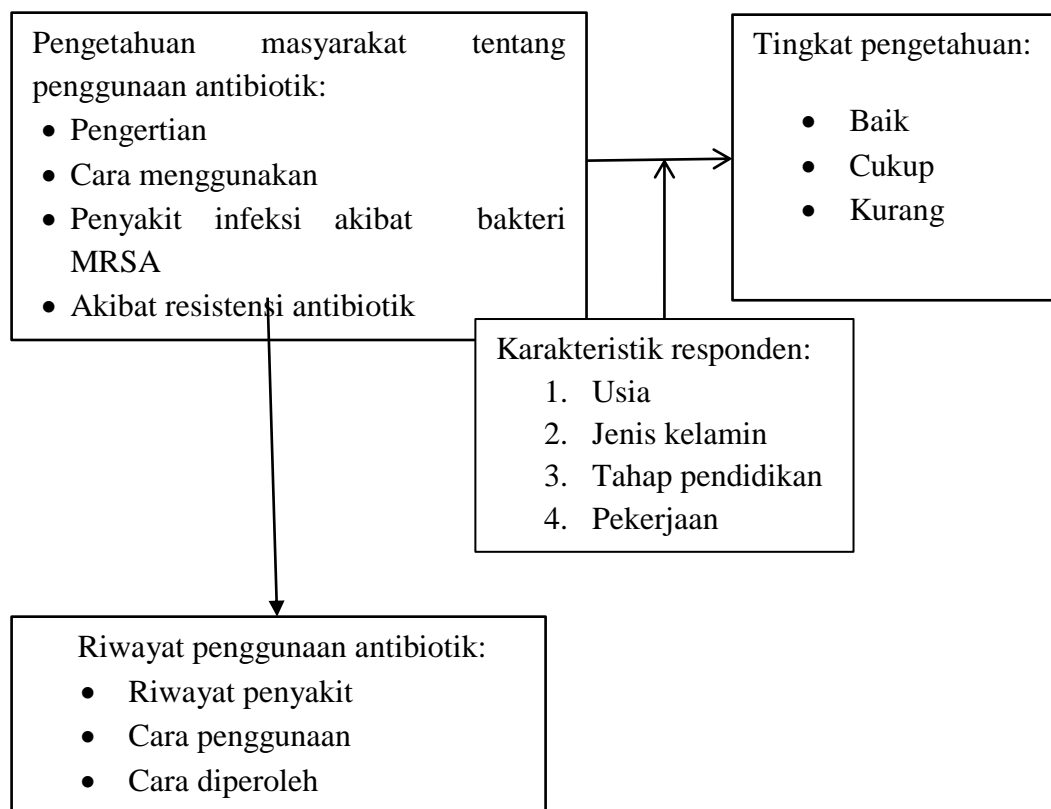 Pengetahuan masyarakat tentang
penggunaan antibiotik:
• Pengertian
• Cara menggunakan
• Penyakit infeksi akibat bakteri
MRSA
• Akibat resistensi antibiotik
Tingkat pengetahuan:
• Baik
• Cukup
• Kurang
Karakteristik responden:
1. Usia
2. Jenis kelamin
3. Tahap pendidikan
4. Pekerjaan
Riwayat penggunaan antibiotik:
• Riwayat penyakit
• Cara penggunaan
• Cara diperoleh